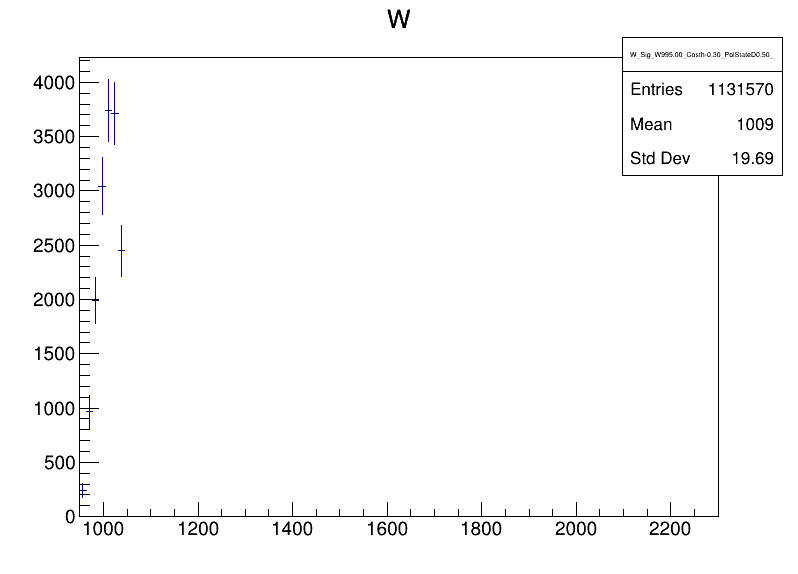 W
W_Sig_W995.00_Costh-0.30_PolStateD0.50_
Entries 1131570
Mean 1009
Std Dev 19.69
4000
3500
3000
2500
2000
1500
1000
500
0
1000 1200 1400 1600 1800 2000 2200